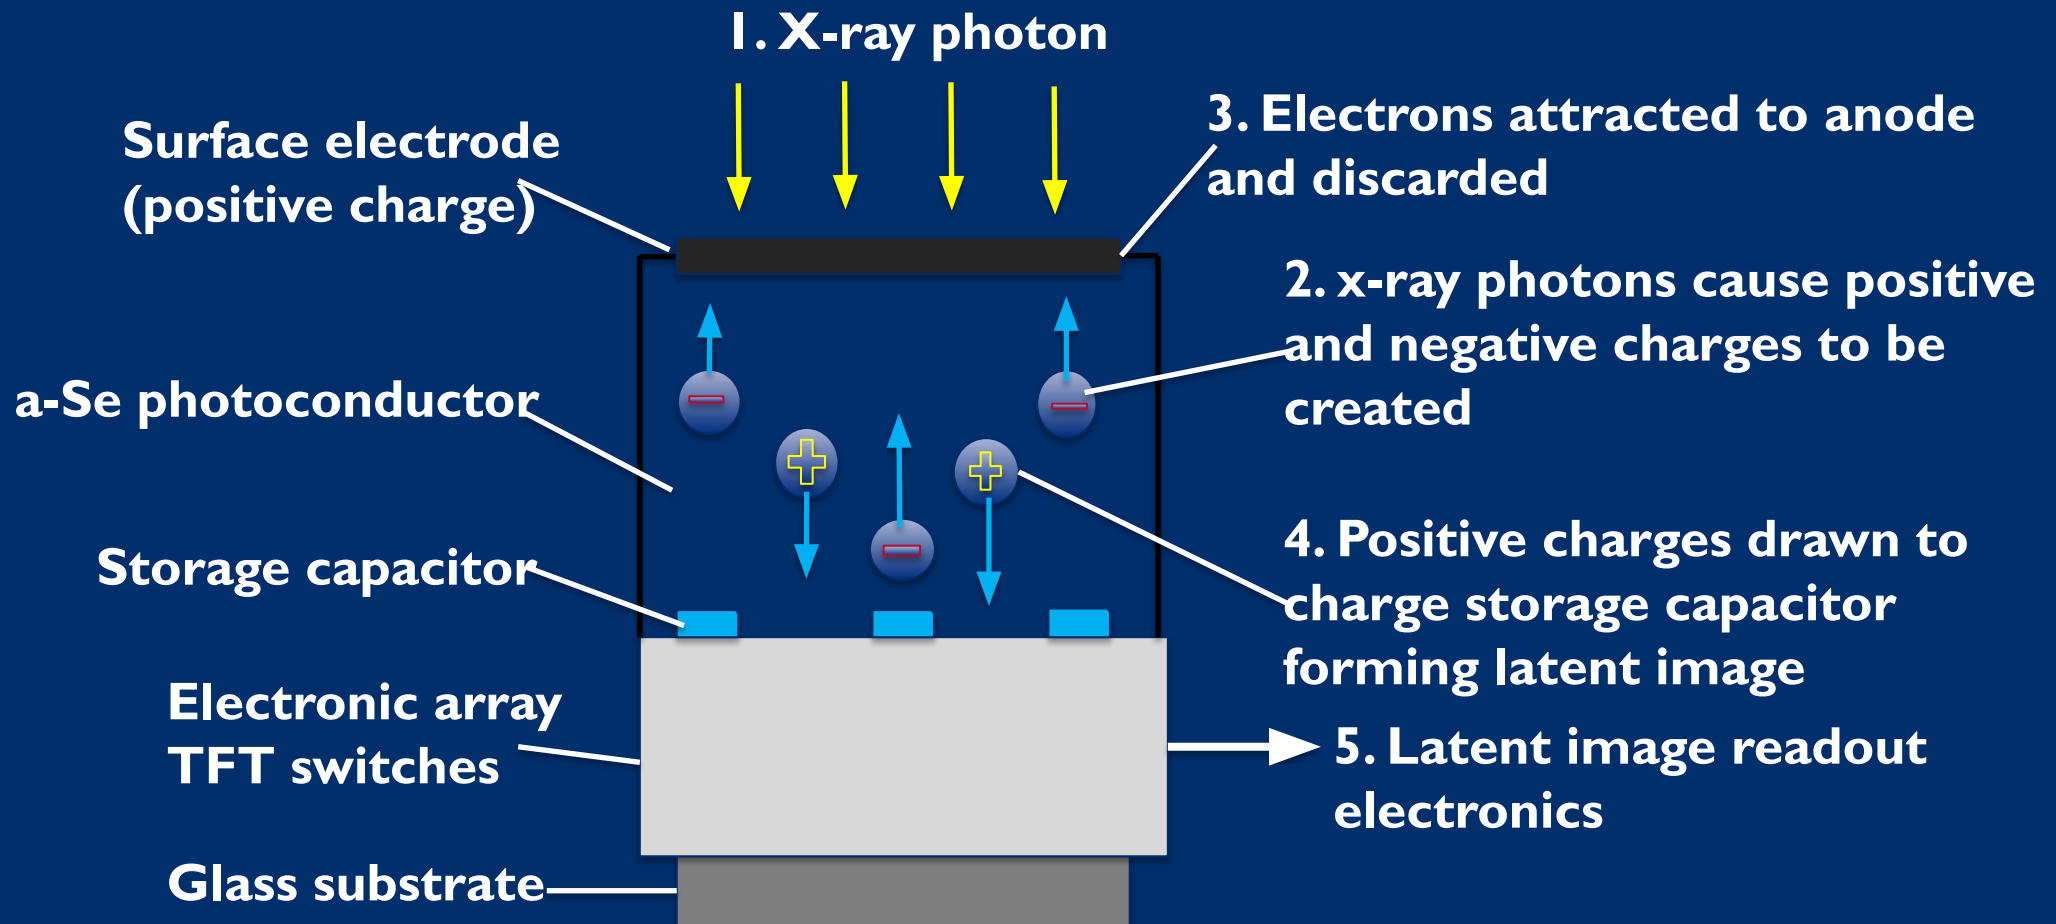 1. X-ray photon
Surface electrode
(positive charge)
3. Electrons attracted to anode
and discarded
2. x-ray photons cause positive
and negative charges to be
created
a-Se photoconductor
Storage capacitor
4. Positive charges drawn to
charge storage capacitor
forming latent image
Electronic array
TFT switches
5. Latent image readout
electronics
Glass substrate